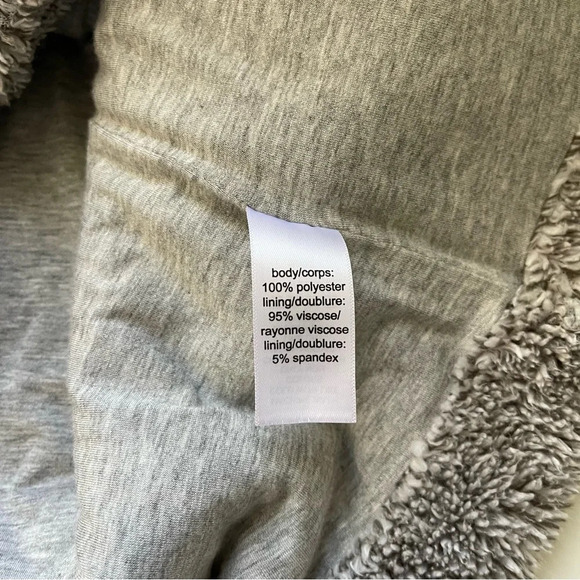 body/corps:
100% polyester
lining/doublure:
95% viscose/
rayonne viscose
lining/doublure:
5% spandex